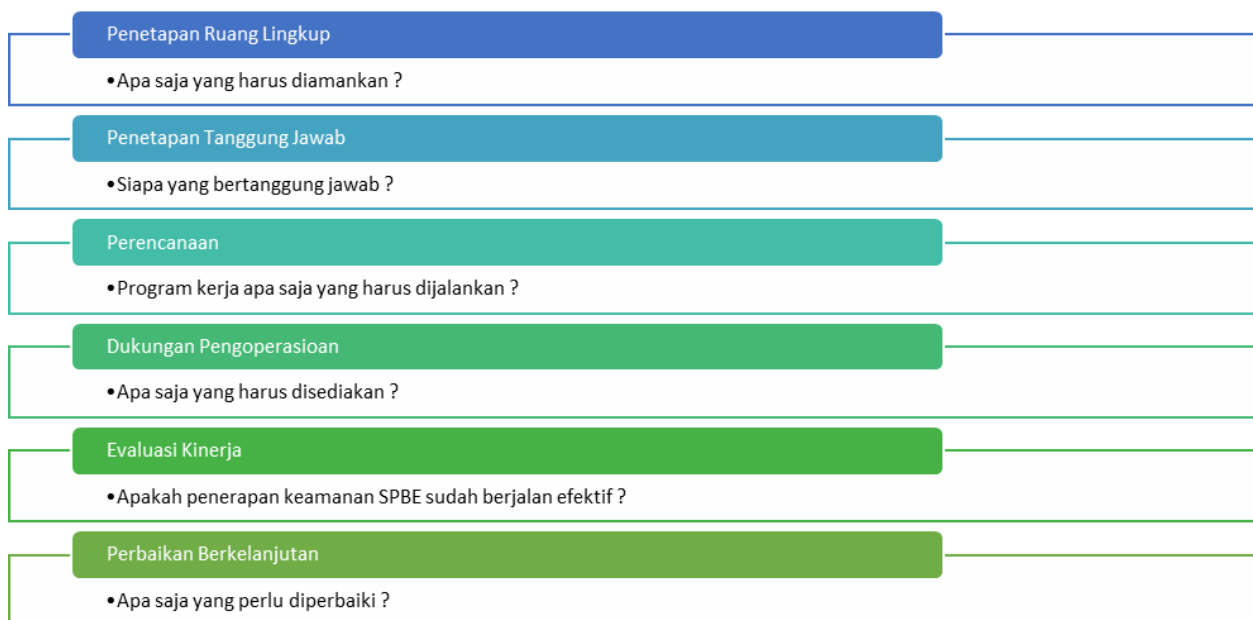 Penetapan Ruang Lingkup
•Apa saja yang harus diamankan ?
Penetapan Tanggung Jawab
•Siapa yang bertanggung jawab ?
Perencanaan
•Program kerja apa saja yang harus dijalankan ?
Dukungan Pengoperasioan
•Apa saja yang harus disediakan ?
Evaluasi Kinerja
•Apakah penerapan keamanan SPBE sudah berjalan efektif ?
Perbaikan Berkelanjutan
•Apa saja yang perlu diperbaiki ?